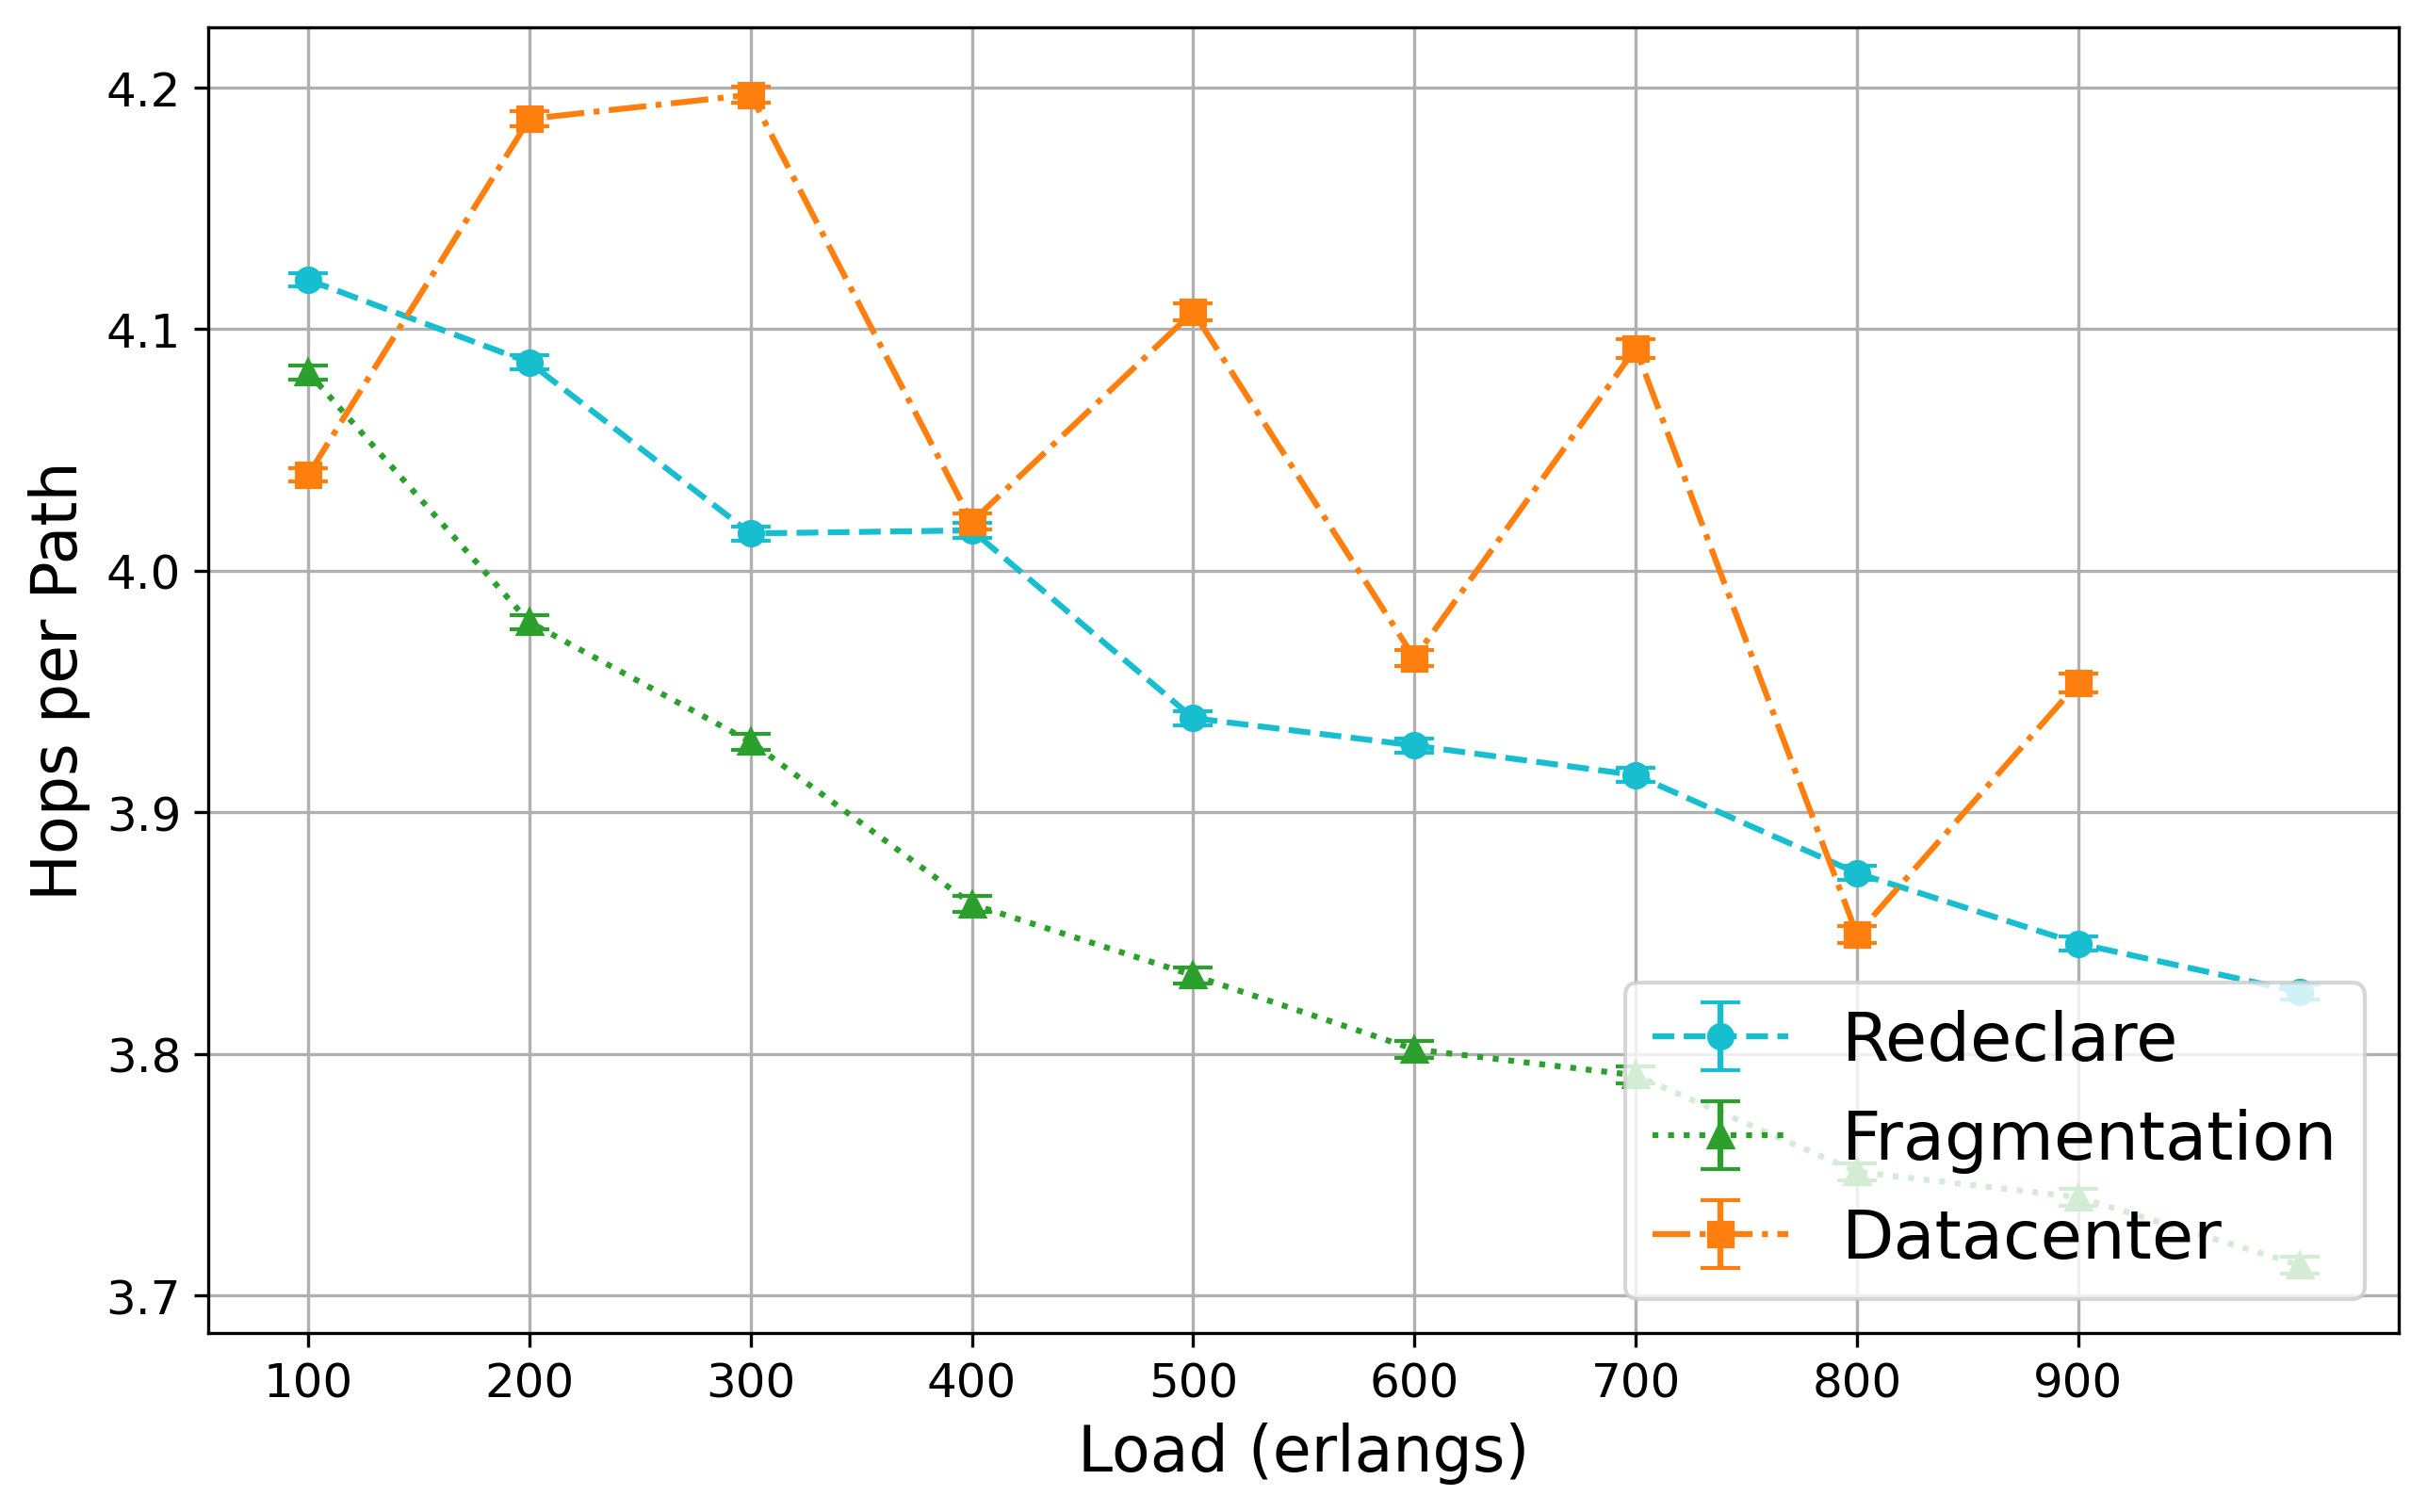 4.2
4.1
4.0
3.9
3.8
3.7
Hops per Path
Redeclare
Fragmentation
Datacenter
100 200 300 400 500 600 700 800 900
Load (erlangs)